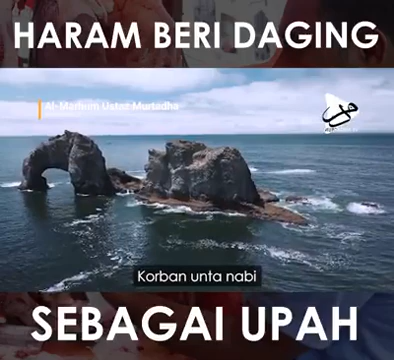 HARAM BERI DAGING
Al-Marhum Ustaz Murtadha
Korban unta nabi
SEBAGAI UPAH